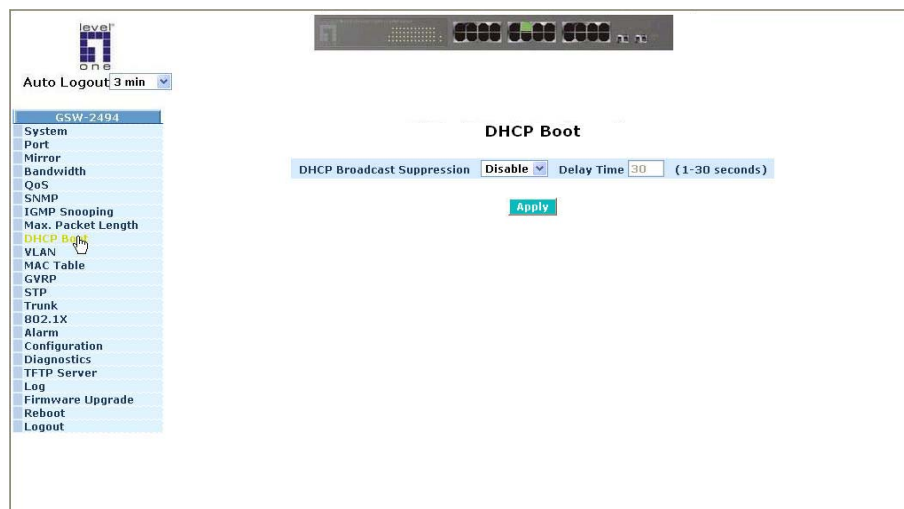 level
one
Auto Logout 3 min
GSW-2494
System
Port
Mirror
Bandwidth
QoS
SNMP
IGMP Snooping
Max. Packet Length
DHCP Boot
VLAN
MAC Table
GVRP
STP
Trunk
802.1X
Alarm
Configuration
Diagnostics
TFTP Server
Log
Firmware Upgrade
Reboot
Logout
DHCP Boot
DHCP Broadcast Suppression Disable Delay Time 30 (1-30 seconds)
Apply